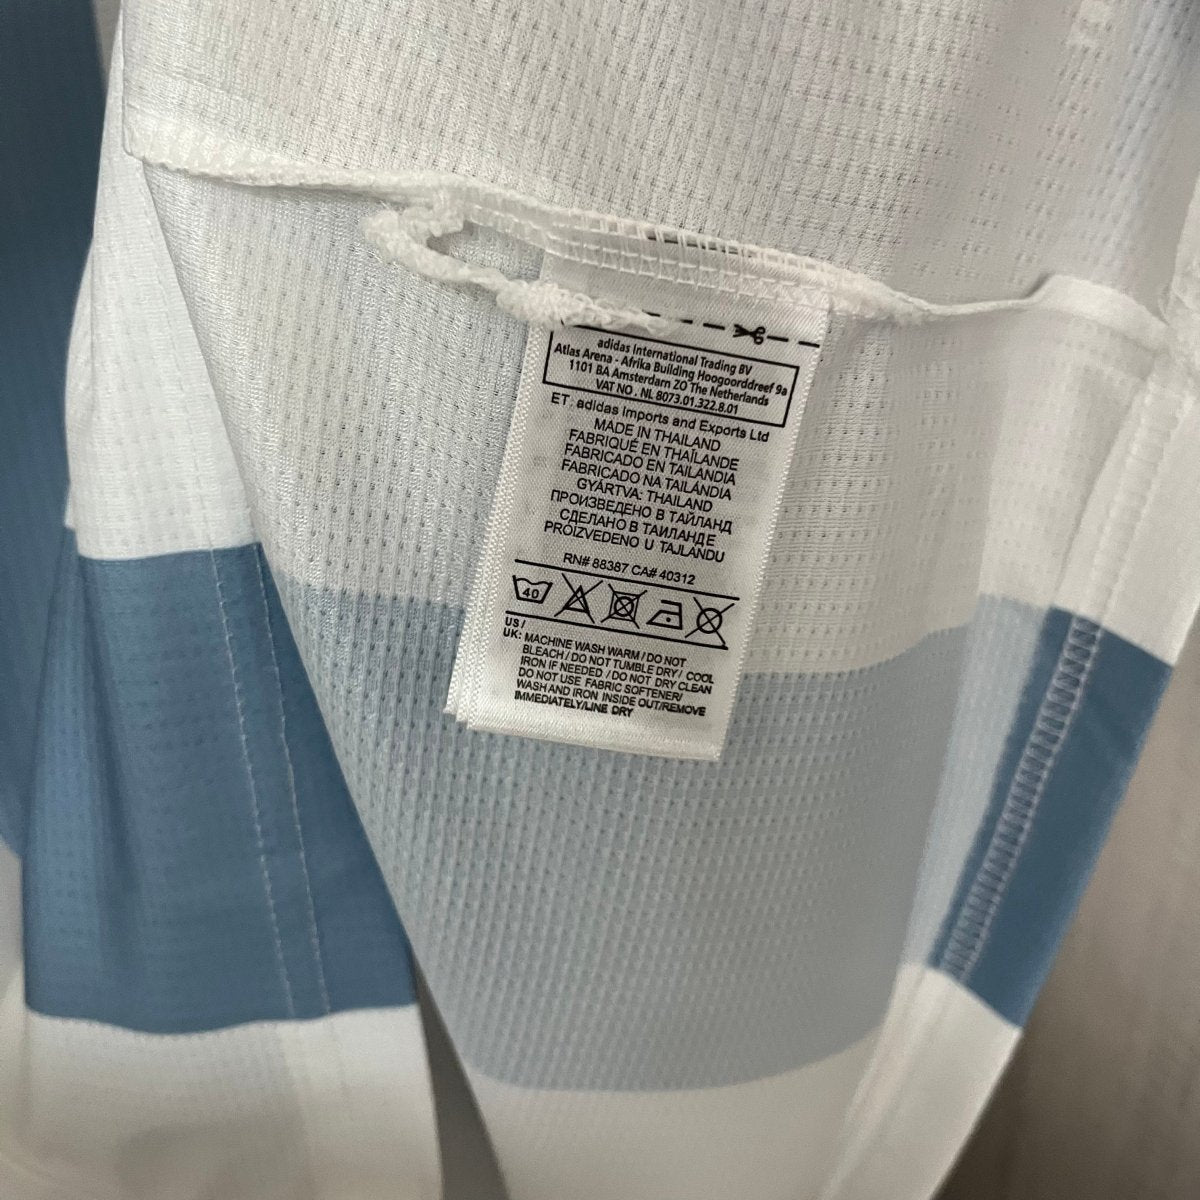 adidas International Trading BV
Atlas Arena - Afrika Building Hoogoorddreef 9a
1101 BA Amsterdam ZO The Netherlands
VAT NO. NL 8073.01.322.8.01
ET: adidas Imports and Exports Ltd
MADE IN THAILAND
FABRIQUÉ EN THAÏLANDE
FABRICADO EN TAILANDIA
FABRICADO NA TAILÂNDIA
GYÁRTVA: THAILAND
ПРОИЗВЕДЕНО В ТАЙЛАНД
СДЕЛАНО В ТАИЛАНДЕ
PROIZVEDENO U TAJLANDU
RN# 88387 CA# 40312
40
US /
UK: MACHINE WASH WARM / DO NOT
BLEACH / DO NOT TUMBLE DRY / COOL
IRON IF NEEDED / DO NOT DRY CLEAN
DO NOT USE FABRIC SOFTENER/
WASH AND IRON INSIDE OUT/REMOVE
IMMEDIATELY/LINE DRY